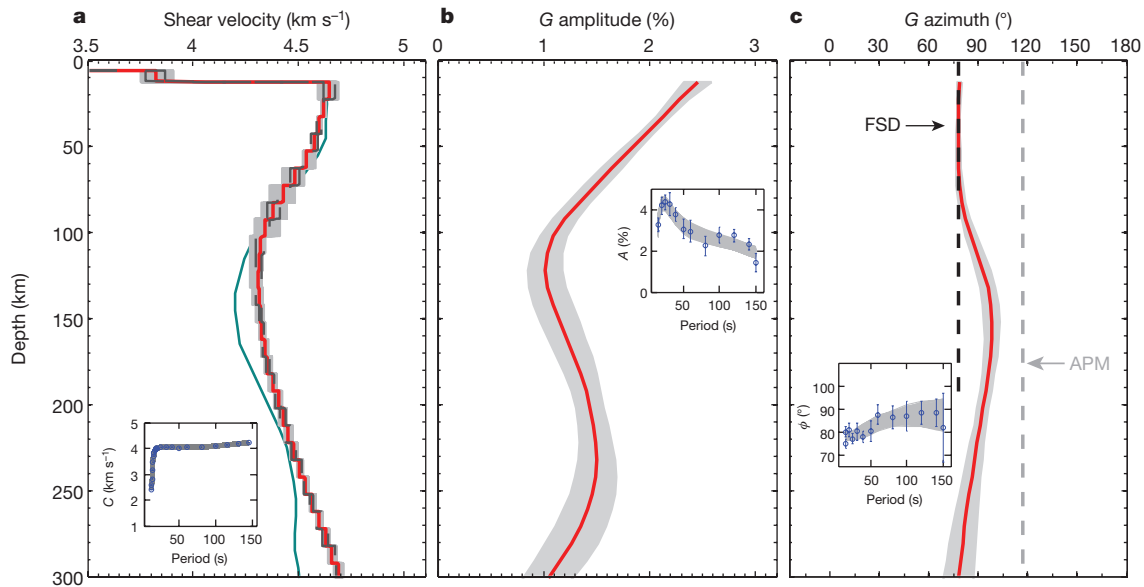 a Shear velocity (km s⁻¹)
3.5 4 4.5 5
Depth (km)
0
50
100
150
200
250
300
C (km s⁻¹)
5
4
3
2
1
50 100 150
Period (s)
b G amplitude (%)
0 1 2 3
A (%)
4
2
0
50 100 150
Period (s)
c G azimuth (°)
0 30 60 90 120 150 180
FSD
APM
ϕ (°)
100
90
80
70
50 100 150
Period (s)